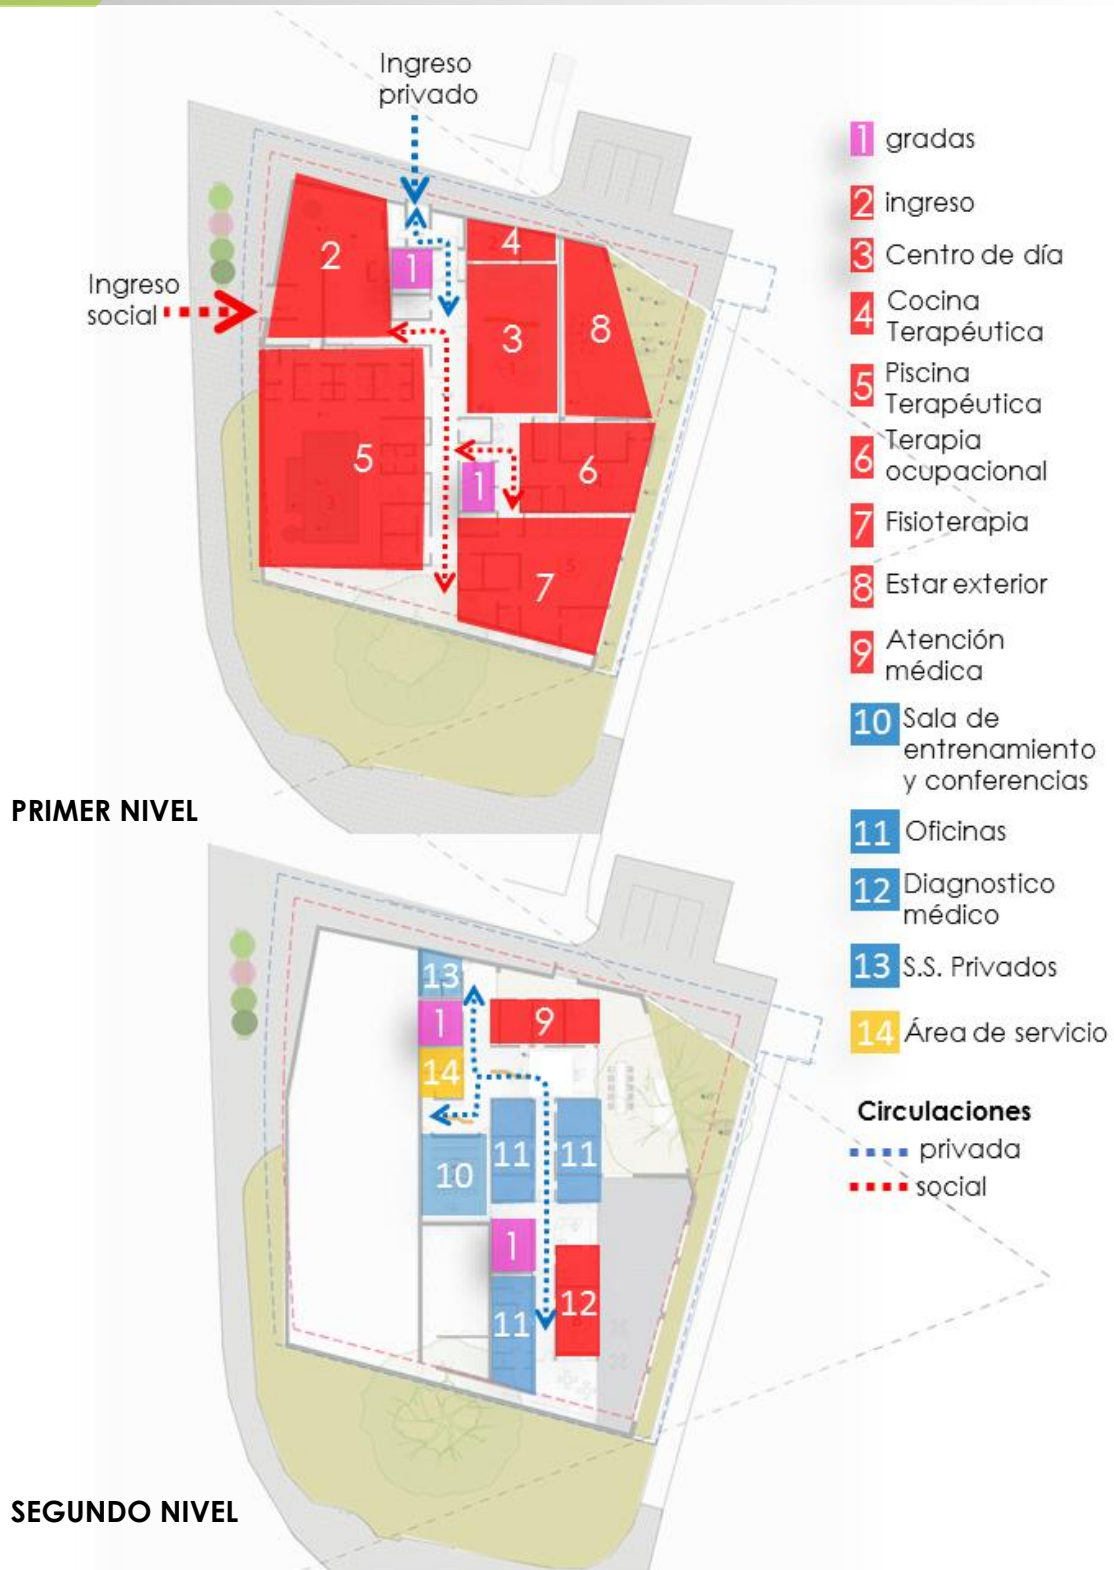 Ingreso
privado
Ingreso
social
2
1
4
3
8
5
1
6
7
PRIMER NIVEL
13
1
9
14
11
11
10
1
12
11
SEGUNDO NIVEL
1 gradas
2 ingreso
3 Centro de día
4 Cocina
Terapéutica
5 Piscina
Terapéutica
6 Terapia
ocupacional
7 Fisioterapia
8 Estar exterior
9 Atención
médica
10 Sala de
entrenamiento
y conferencias
11 Oficinas
12 Diagnostico
médico
13 S.S. Privados
14 Área de servicio
Circulaciones
privada
social